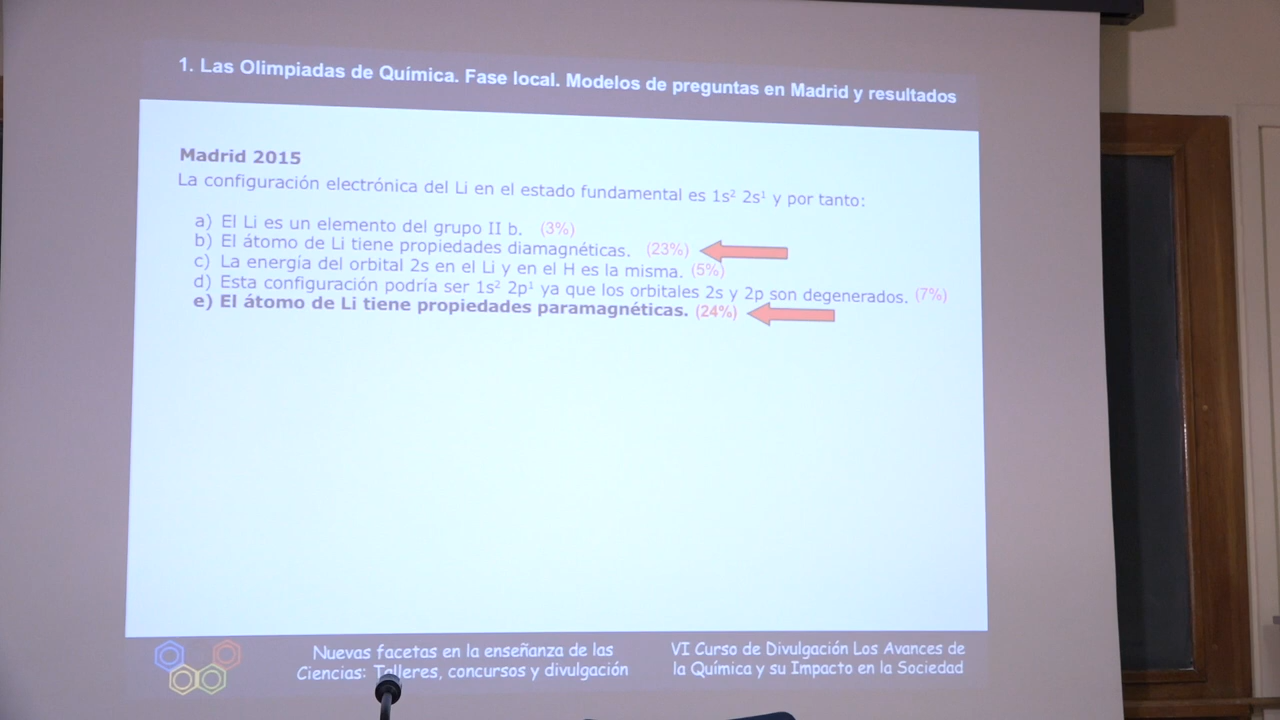 1. Las Olimpiadas de Química. Fase local. Modelos de preguntas en Madrid y resultados
Madrid 2015
La configuración electrónica del Li en el estado fundamental es 1s² 2s¹ y por tanto:
a) El Li es un elemento del grupo II b. (3%)
b) El átomo de Li tiene propiedades diamagnéticas. (23%)
c) La energía del orbital 2s en el Li y en el H es la misma. (5%)
d) Esta configuración podría ser 1s² 2p¹ ya que los orbitales 2s y 2p son degenerados. (7%)
e) El átomo de Li tiene propiedades paramagnéticas. (24%)
Nuevas facetas en la enseñanza de las
Ciencias: Talleres, concursos y divulgación
VI Curso de Divulgación Los Avances de
la Química y su Impacto en la Sociedad